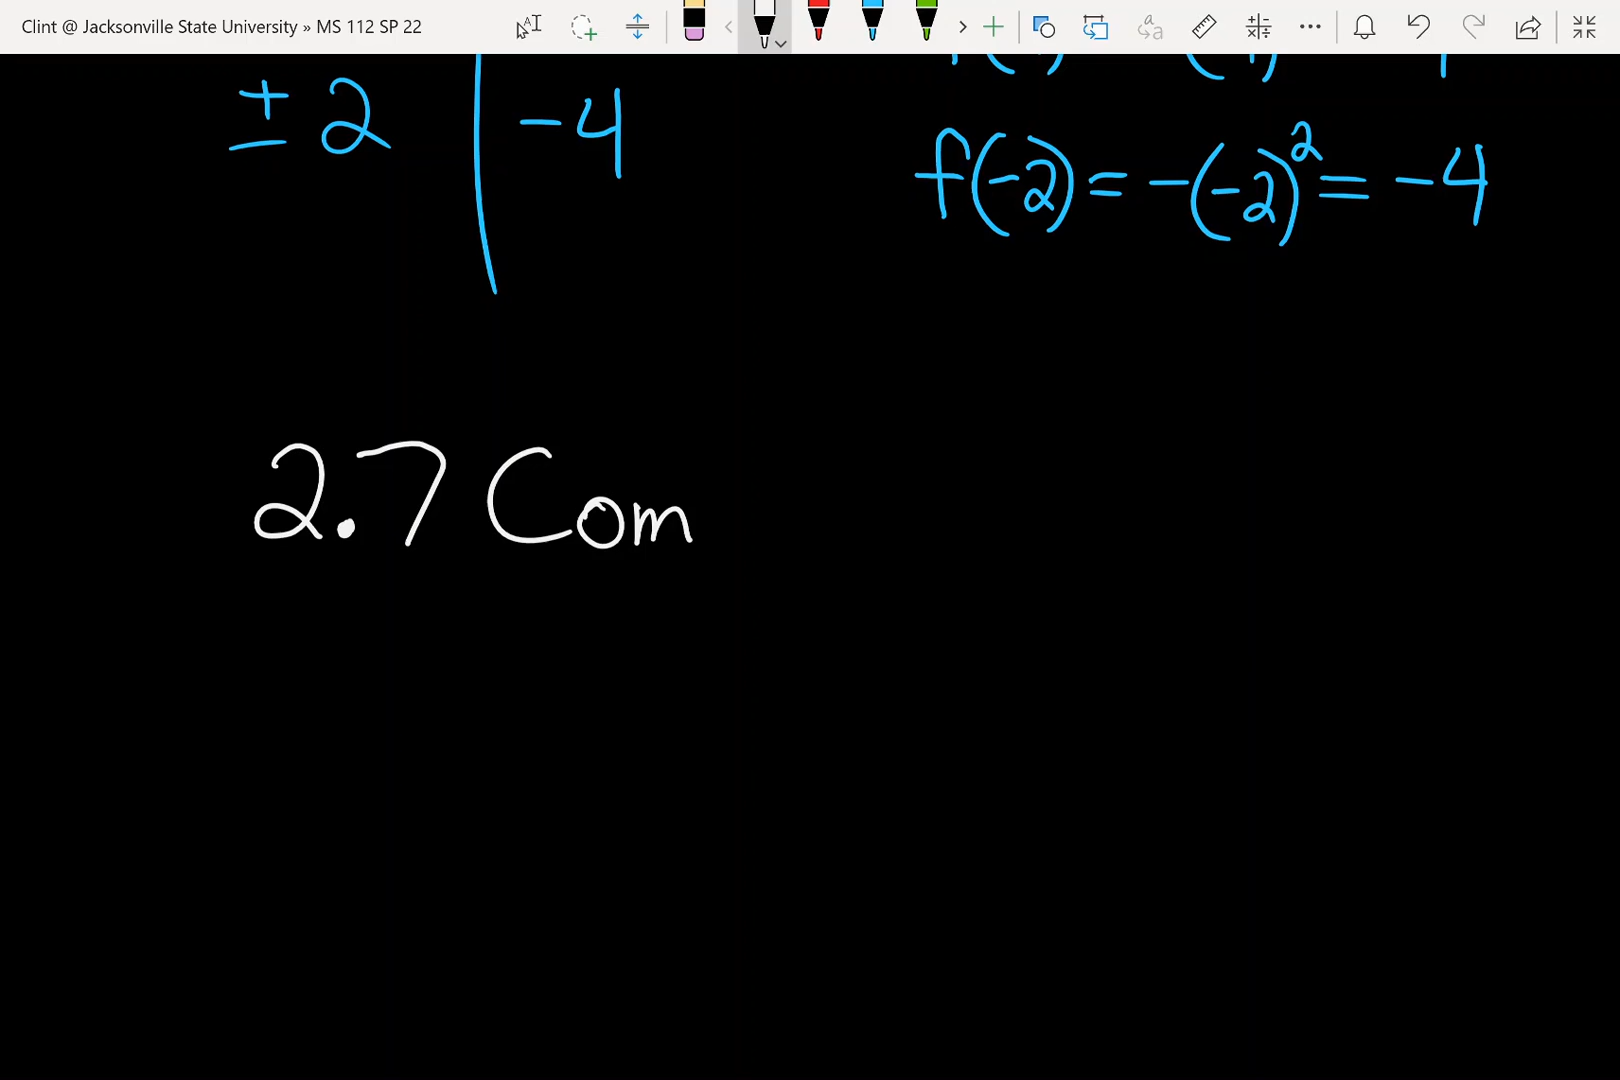 Clint @ Jacksonville State University » MS 112 SP 22
± 2 | -4
f(-2) = -(-2)² = -4
2.7 Com